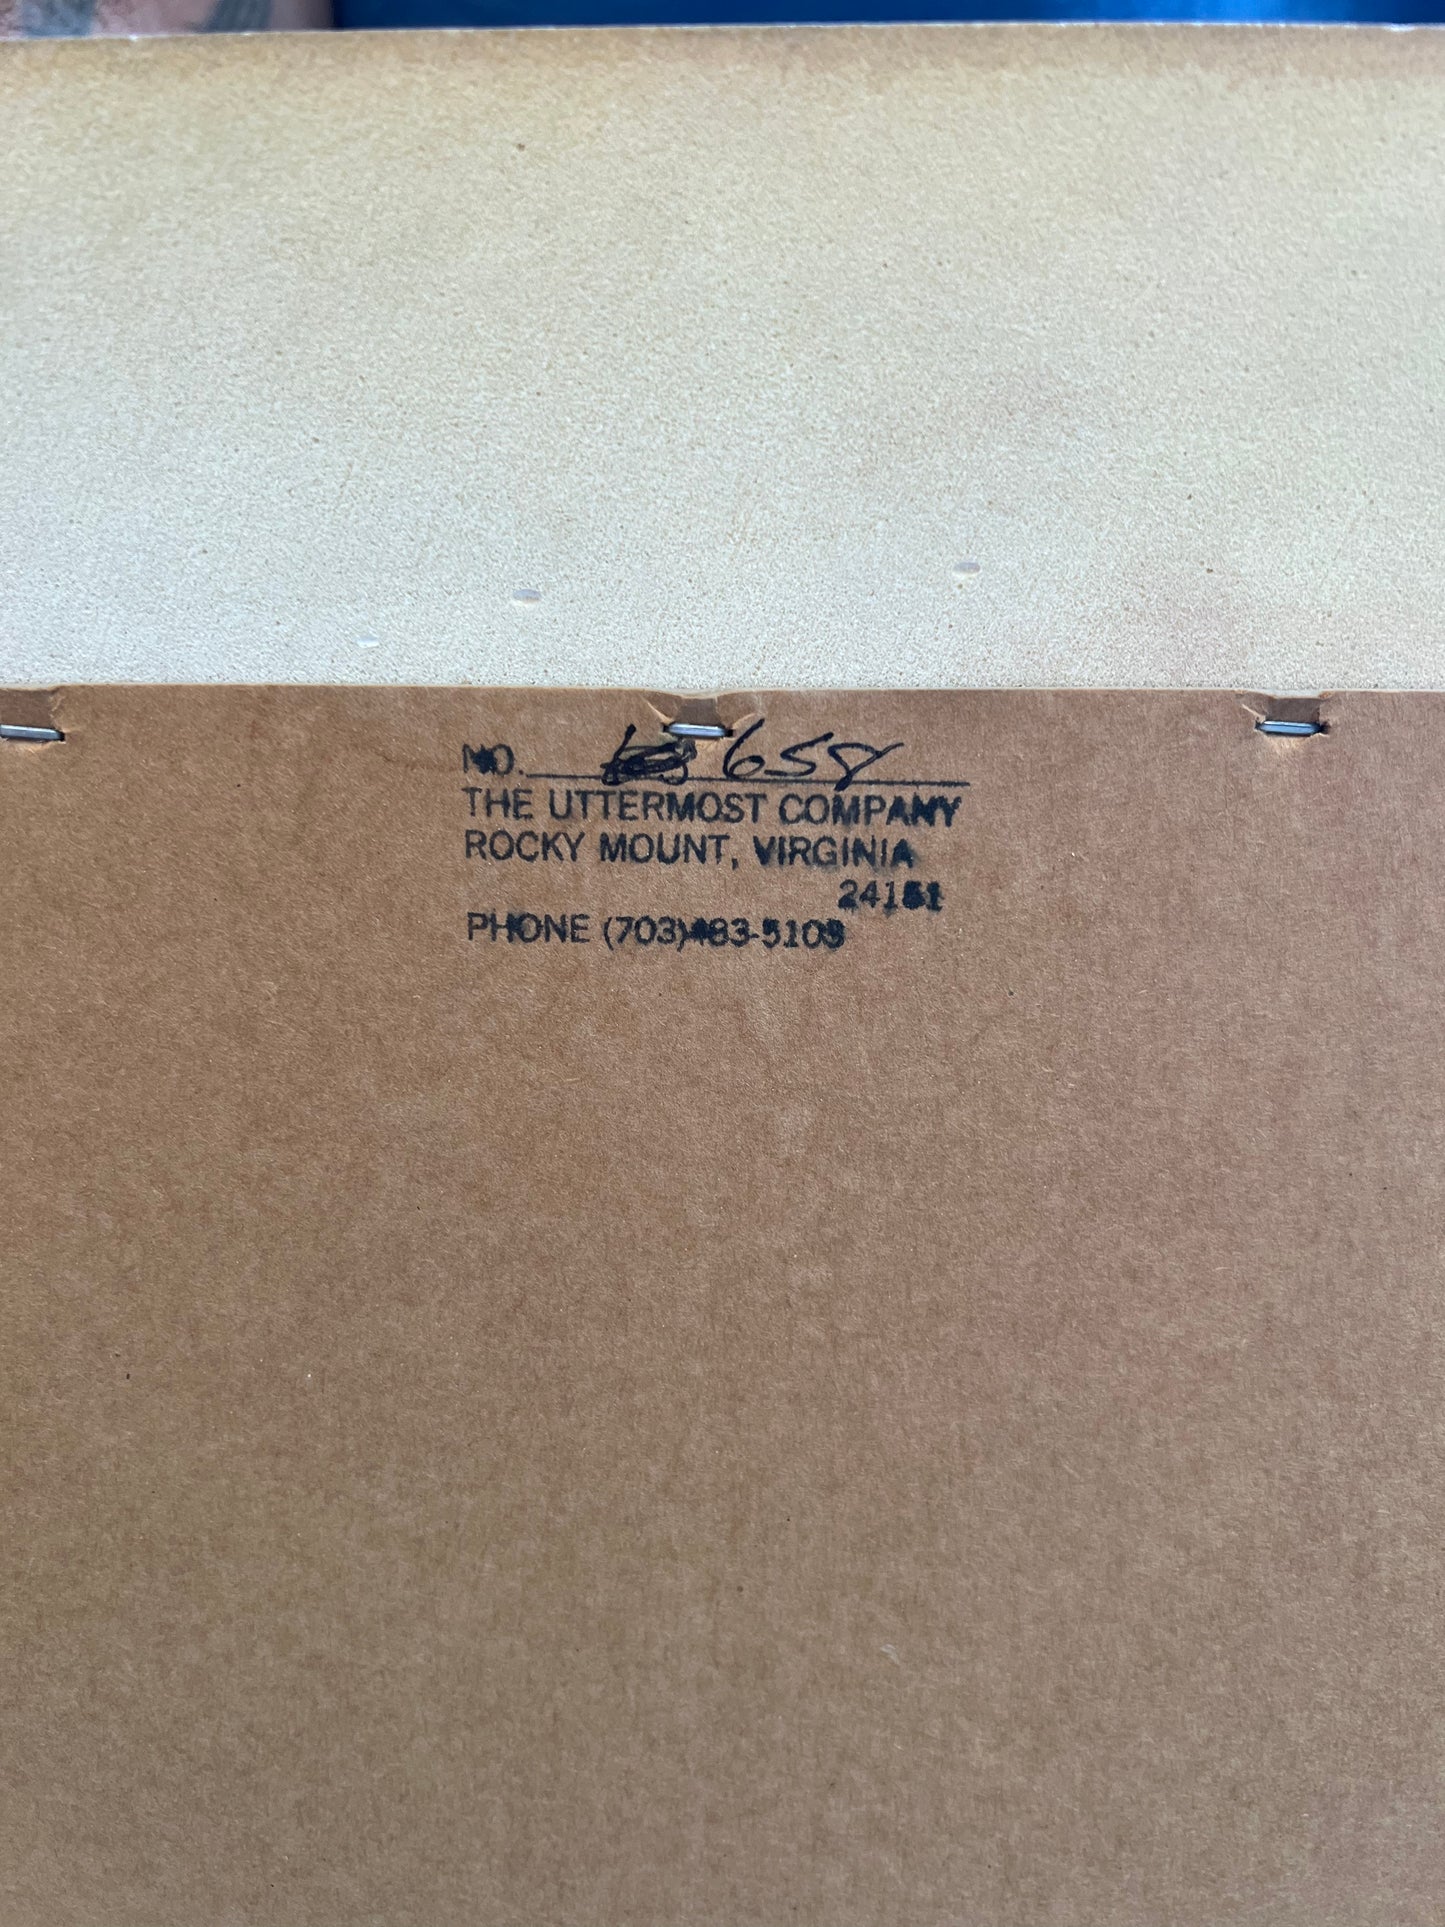 NO. 658
THE UTTERMOST COMPANY
ROCKY MOUNT, VIRGINIA
24151
PHONE (703)483-5103